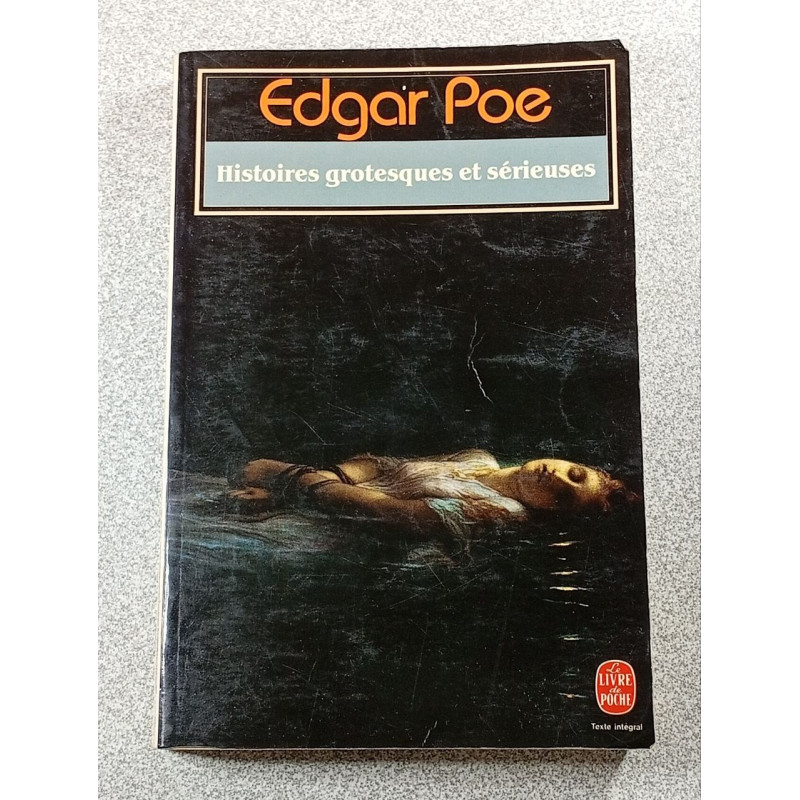 Edgar Poe
Histoires grotesques et sérieuses
Le
LIVRE
de
POCHE
Texte intégral